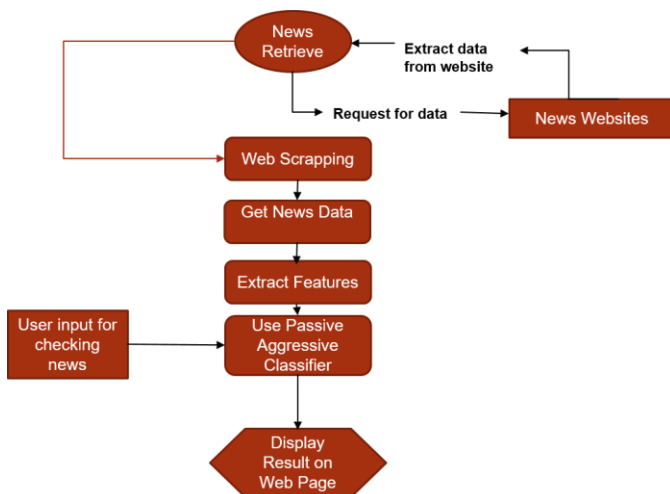 News
Retrieve
Extract data
from website
Request for data
News Websites
Web Scrapping
Get News Data
Extract Features
User input for
checking
news
Use Passive
Aggressive
Classifier
Display
Result on
Web Page